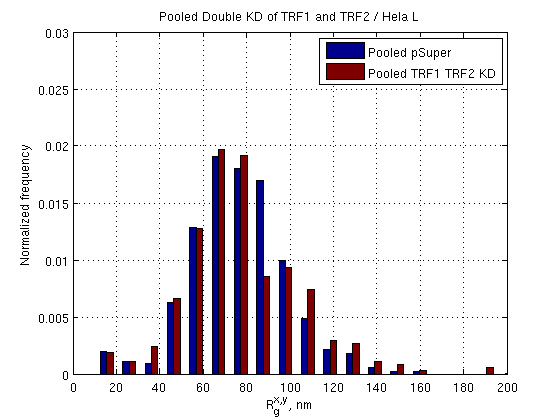 Pooled Double KD of TRF1 and TRF2 / Hela L
0.03
0.025
0.02
0.015
0.01
0.005
0
Normalized frequency
Pooled pSuper
Pooled TRF1 TRF2 KD
0 20 40 60 80 100 120 140 160 180 200
R_g^x,y, nm